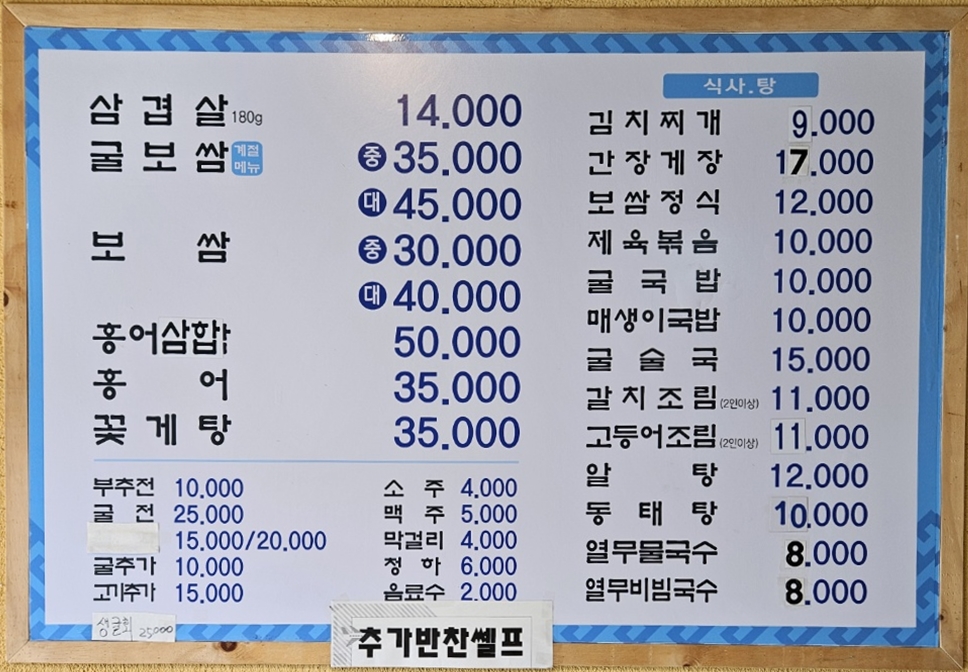 삼겹살 180g 14.000
굴보쌈 계절메뉴 중 35.000
대 45.000
보쌈 중 30.000
대 40.000
홍어삼합 50.000
홍어 35.000
꽃게탕 35.000
부추전 10.000
굴전 25.000
15.000/20.000
굴추가 10.000
고기추가 15.000
생굴회 25000
소주 4.000
맥주 5.000
막걸리 4.000
청하 6.000
음료수 2.000
식사.탕
김치찌개 9.000
간장게장 17.000
보쌈정식 12.000
제육볶음 10.000
굴국밥 10.000
매생이국밥 10.000
굴술국 15.000
갈치조림 (2인이상) 11.000
고등어조림 (2인이상) 11.000
알탕 12.000
동태탕 10.000
열무물국수 8.000
열무비빔국수 8.000
추가반찬쎌프